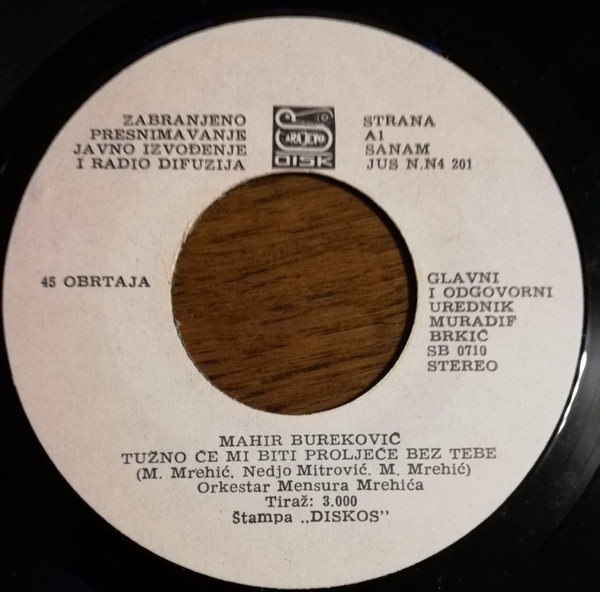 ZABRANJENO
PRESNIMAVANJE
JAVNO IZVOĐENJE
I RADIO DIFUZIJA
SARAJEVO
DISK
STRANA
A1
SANAM
JUS N.N4 201
45 OBRTAJA
GLAVNI
I ODGOVORNI
UREDNIK
MURADIF
BRKIĆ
SB 0710
STEREO
MAHIR BUREKOVIĆ
TUŽNO ĆE MI BITI PROLJEĆE BEZ TEBE
(M. Mrehić, Nedjo Mitrović. M. Mrehić)
Orkestar Mensura Mrehića
Tiraž: 3.000
Štampa „DISKOS"